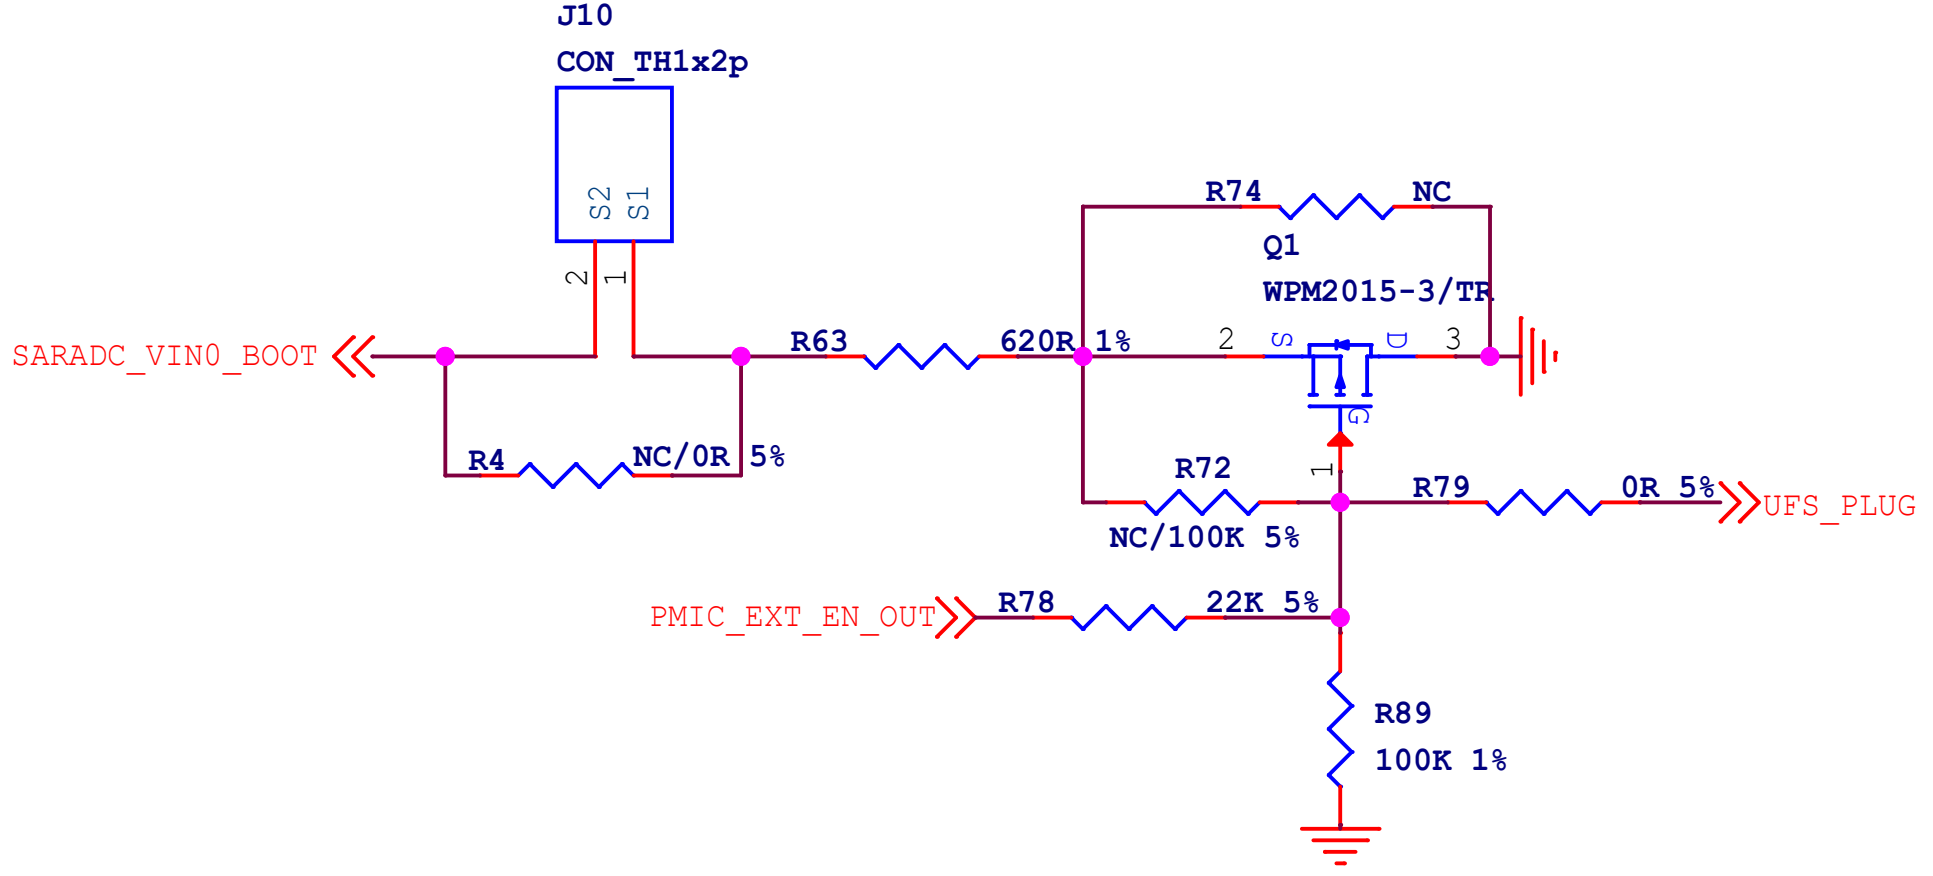 J10
CON_TH1x2p
S2
S1
2
1
R74
NC
Q1
WPM2015-3/TR
SARADC_VIN0_BOOT
R63
620R 1%
2
S
D
3
G
1
R4
NC/0R 5%
R72
NC/100K 5%
R79
0R 5%
UFS_PLUG
PMIC_EXT_EN_OUT
R78
22K 5%
R89
100K 1%